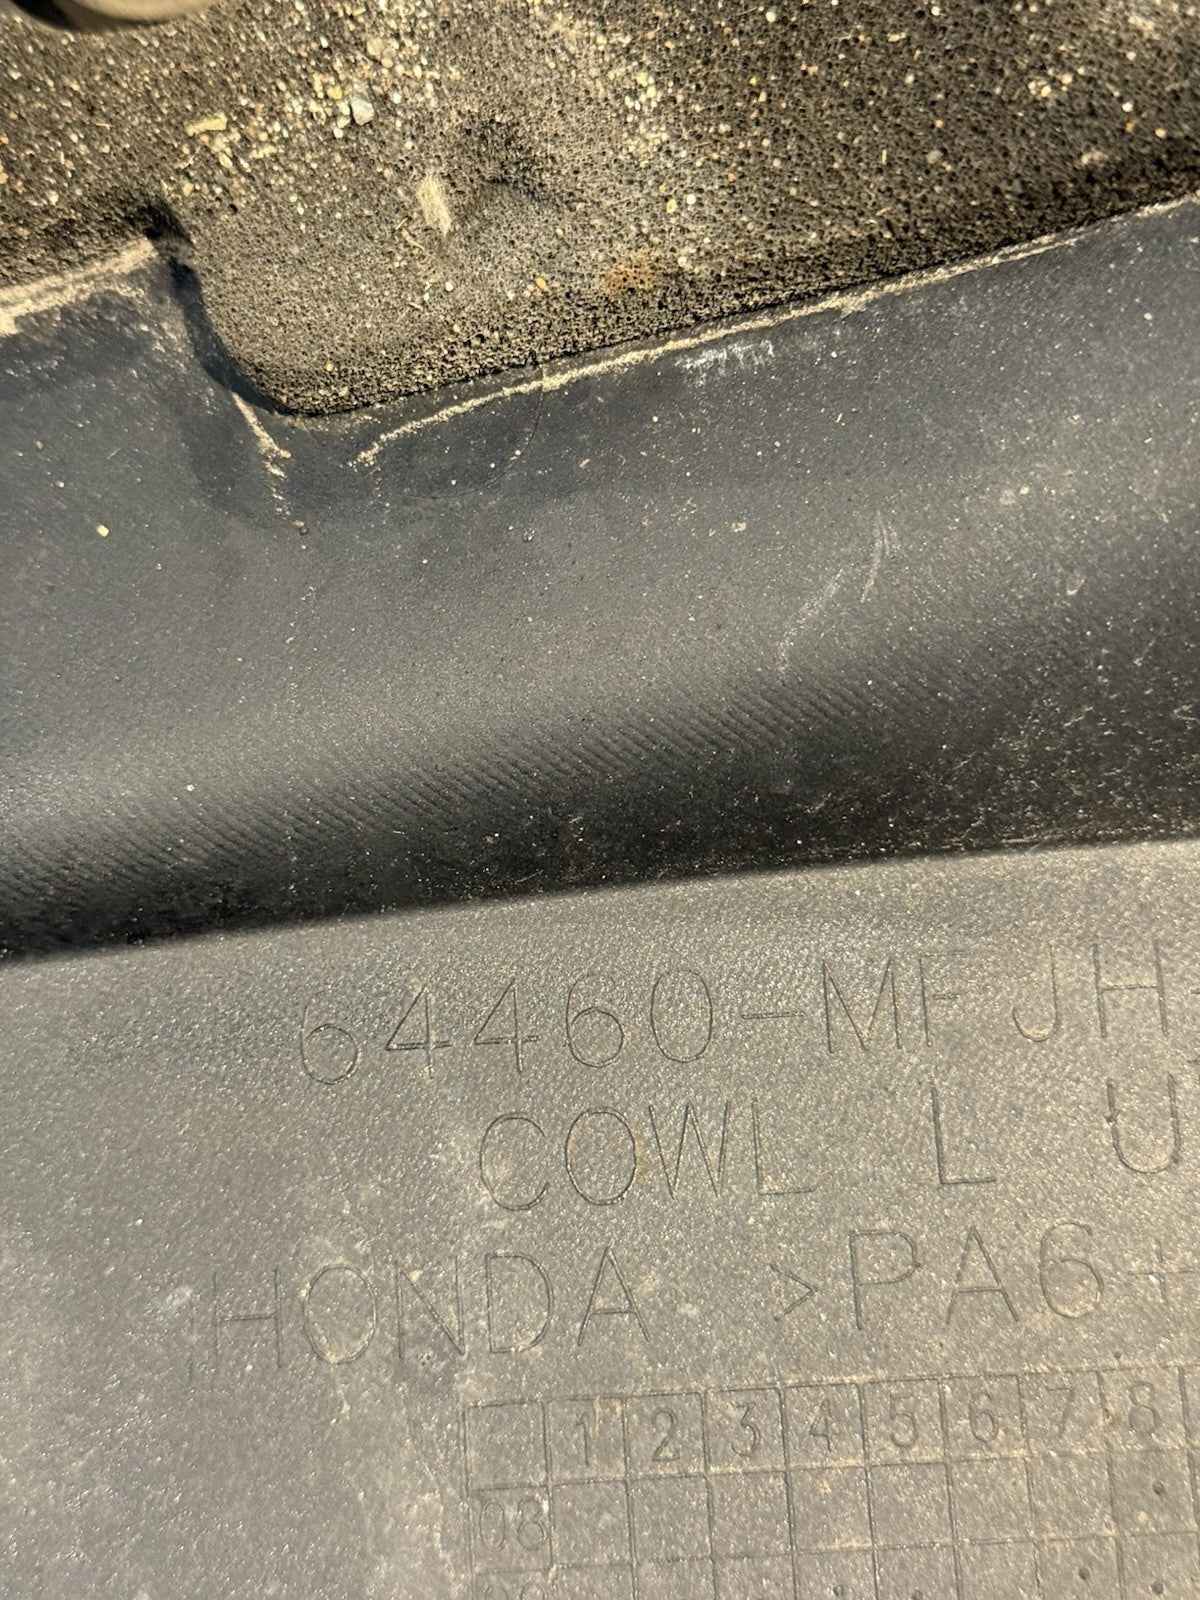 64460-MFJH
COWL L U
HONDA >PA6+
1 2 3 4 5 6 7 8
08